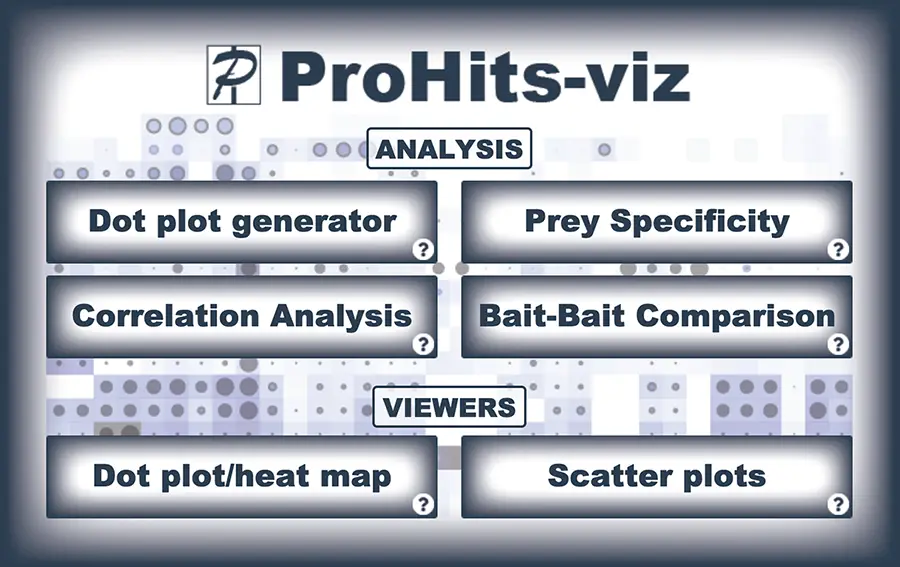 ProHits-viz
ANALYSIS
Dot plot generator
?
Prey Specificity
?
Correlation Analysis
?
Bait-Bait Comparison
?
VIEWERS
Dot plot/heat map
?
Scatter plots
?